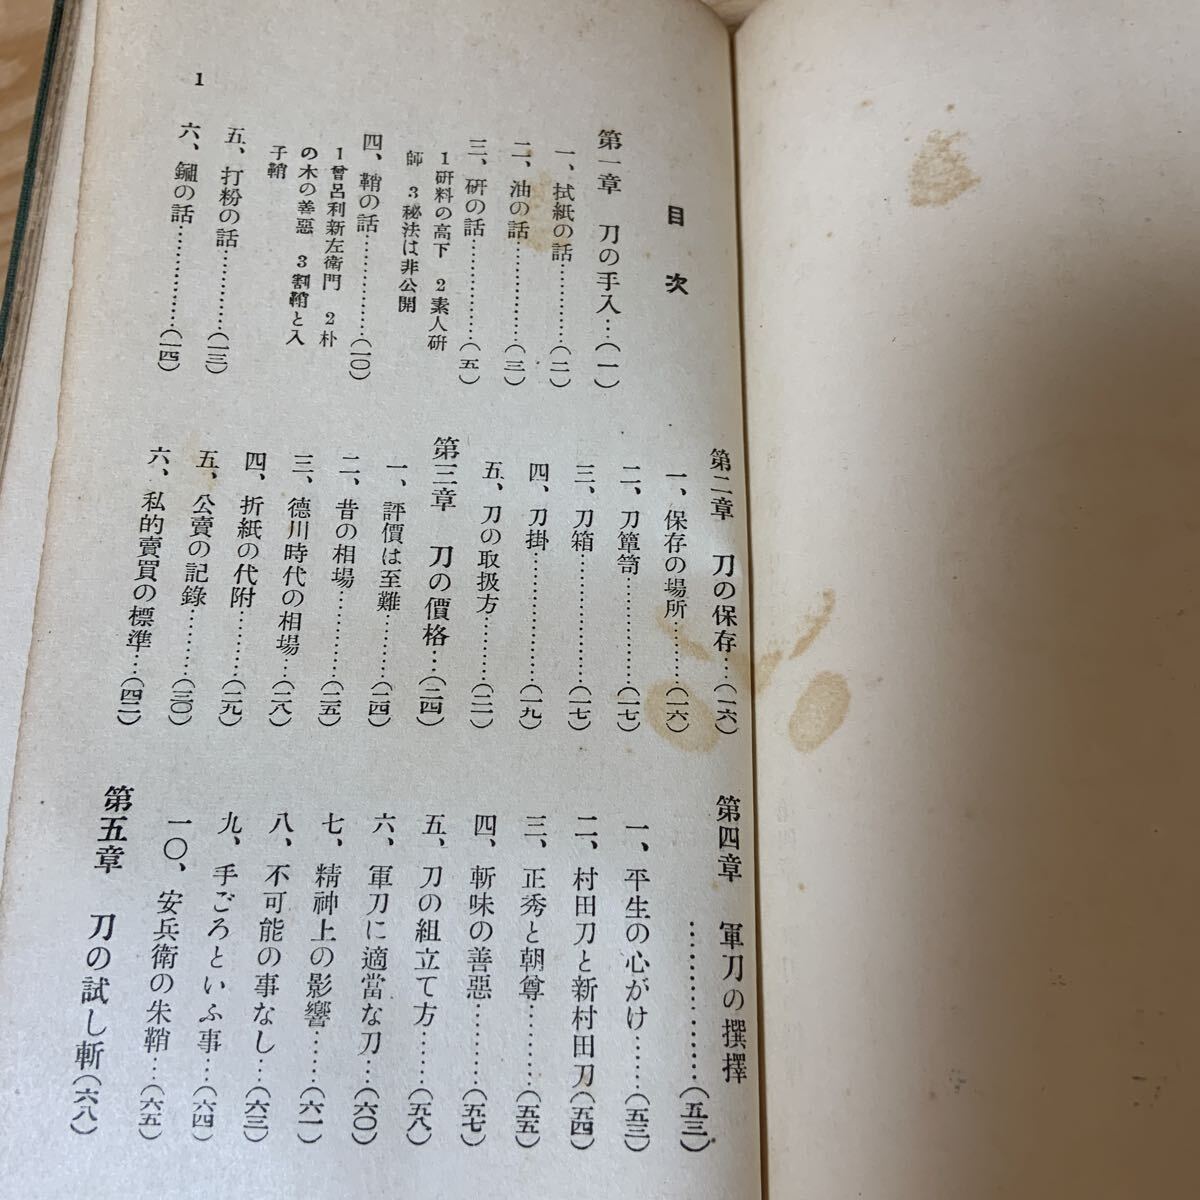 目次
第一章 刀の手入…(一)
一、拭紙の話…………(二)
二、油の話……………(三)
三、研の話……………(五)
1研料の高下 2素人研
師 3秘法は非公開
四、鞘の話……………(一〇)
1曾呂利新左衛門 2朴
の木の善惡 3割鞘と入
子鞘
五、打粉の話…………(一三)
六、鎺の話……………(一四)
第二章 刀の保存…(一六)
一、保存の場所………(一六)
二、刀簞笥……………(一七)
三、刀箱………………(一七)
四、刀掛………………(一九)
五、刀の取扱方………(二一)
第三章 刀の價格…(二四)
一、評價は至難………(二四)
二、昔の相場…………(二五)
三、德川時代の相場…(二八)
四、折紙の代附………(二九)
五、公賣の記錄………(三〇)
六、私的賣買の標準…(四二)
第四章 軍刀の撰擇
……………(五三)
一、平生の心がけ……(五三)
二、村田刀と新村田刀(五四)
三、正秀と朝尊………(五五)
四、斬味の善惡………(五七)
五、刀の組立て方……(五八)
六、軍刀に適當な刀…(六〇)
七、精神上の影響……(六一)
八、不可能の事なし…(六三)
九、手ごろといふ事…(六四)
一〇、安兵衛の朱鞘…(六五)
第五章 刀の試し斬(六八)
1